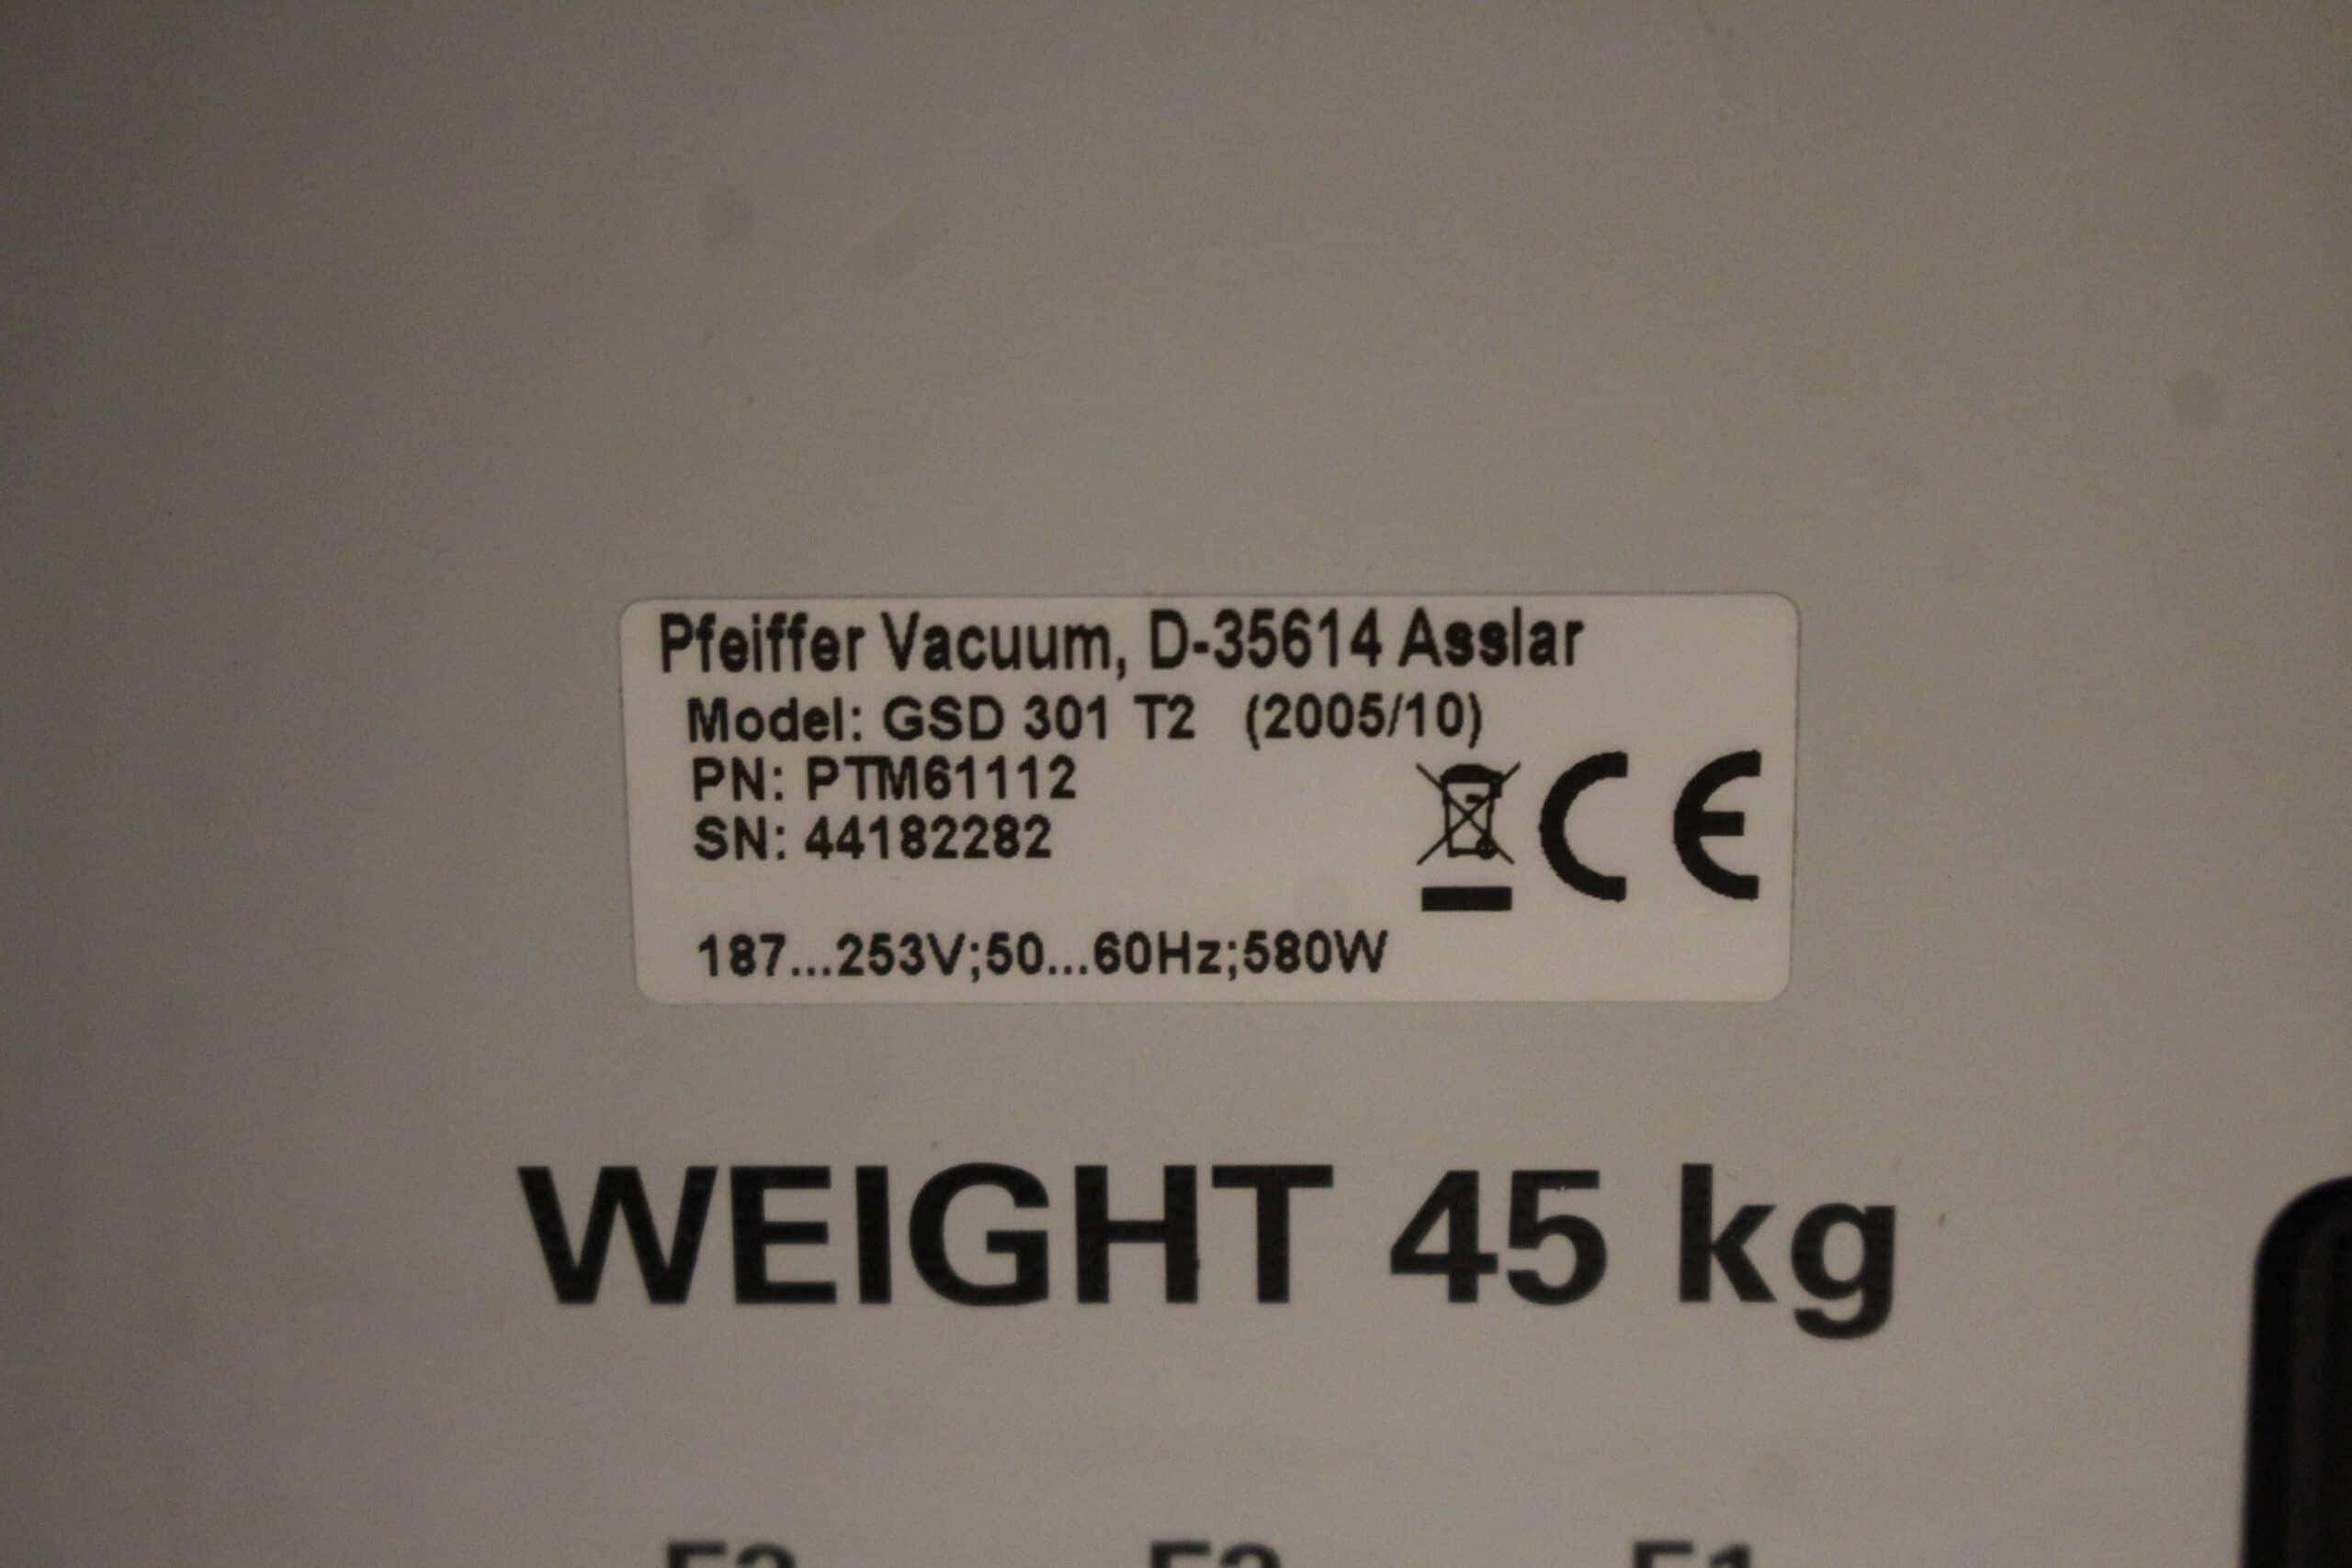 Pfeiffer Vacuum, D-35614 Asslar
Model: GSD 301 T2 (2005/10)
PN: PTM61112
SN: 44182282
CE
187...253V;50...60Hz;580W
WEIGHT 45 kg
F1